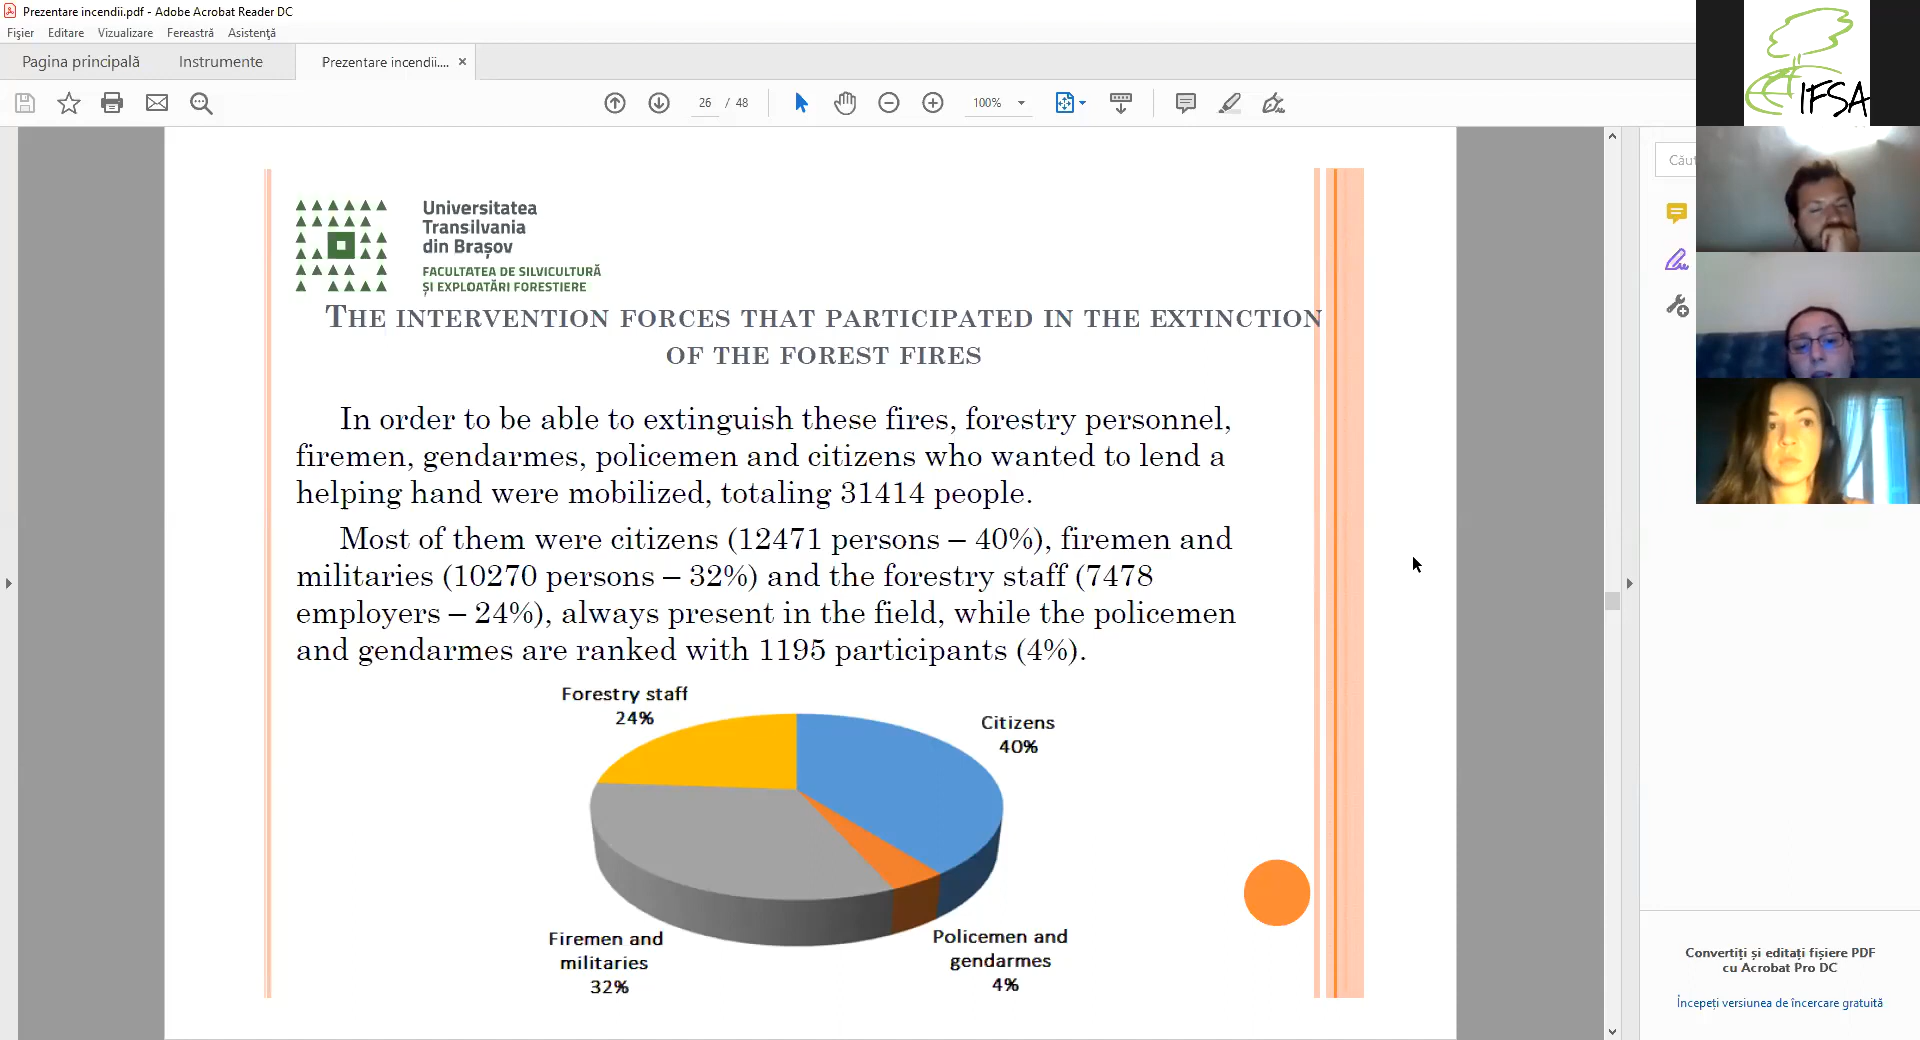 Prezentare incendii.pdf - Adobe Acrobat Reader DC
Fișier Editare Vizualizare Fereastră Asistență
Pagina principală Instrumente Prezentare incendii.... ×
26 / 48 100%
IFSA
Universitatea
Transilvania
din Brașov
FACULTATEA DE SILVICULTURĂ
ȘI EXPLOATĂRI FORESTIERE
THE INTERVENTION FORCES THAT PARTICIPATED IN THE EXTINCTION
OF THE FOREST FIRES
In order to be able to extinguish these fires, forestry personnel,
firemen, gendarmes, policemen and citizens who wanted to lend a
helping hand were mobilized, totaling 31414 people.
Most of them were citizens (12471 persons – 40%), firemen and
militaries (10270 persons – 32%) and the forestry staff (7478
employers – 24%), always present in the field, while the policemen
and gendarmes are ranked with 1195 participants (4%).
Forestry staff
24%
Citizens
40%
Firemen and
militaries
32%
Policemen and
gendarmes
4%
Convertiți și editați fișiere PDF
cu Acrobat Pro DC
Începeți versiunea de încercare gratuită